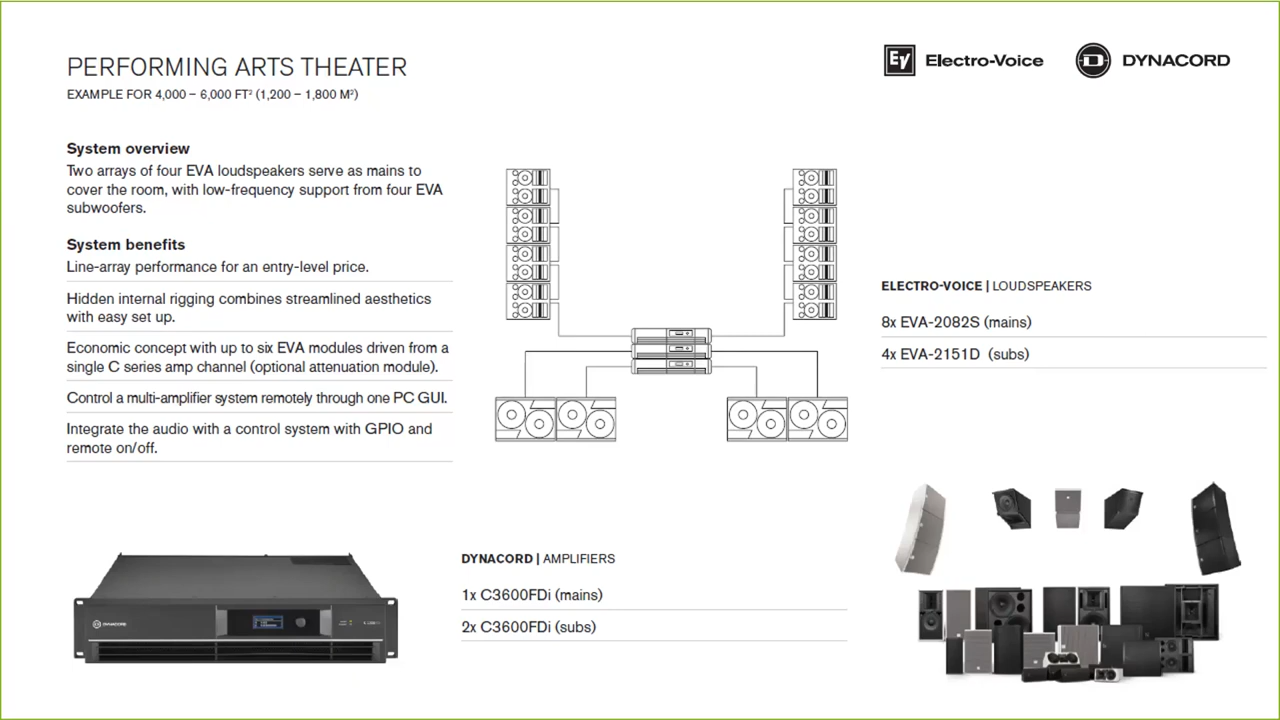 PERFORMING ARTS THEATER
EXAMPLE FOR 4,000 – 6,000 FT² (1,200 – 1,800 M²)
EV Electro-Voice
DYNACORD
System overview
Two arrays of four EVA loudspeakers serve as mains to
cover the room, with low-frequency support from four EVA
subwoofers.
System benefits
Line-array performance for an entry-level price.
Hidden internal rigging combines streamlined aesthetics
with easy set up.
Economic concept with up to six EVA modules driven from a
single C series amp channel (optional attenuation module).
Control a multi-amplifier system remotely through one PC GUI.
Integrate the audio with a control system with GPIO and
remote on/off.
ELECTRO-VOICE | LOUDSPEAKERS
8x EVA-2082S (mains)
4x EVA-2151D (subs)
DYNACORD
DYNACORD | AMPLIFIERS
1x C3600FDi (mains)
2x C3600FDi (subs)